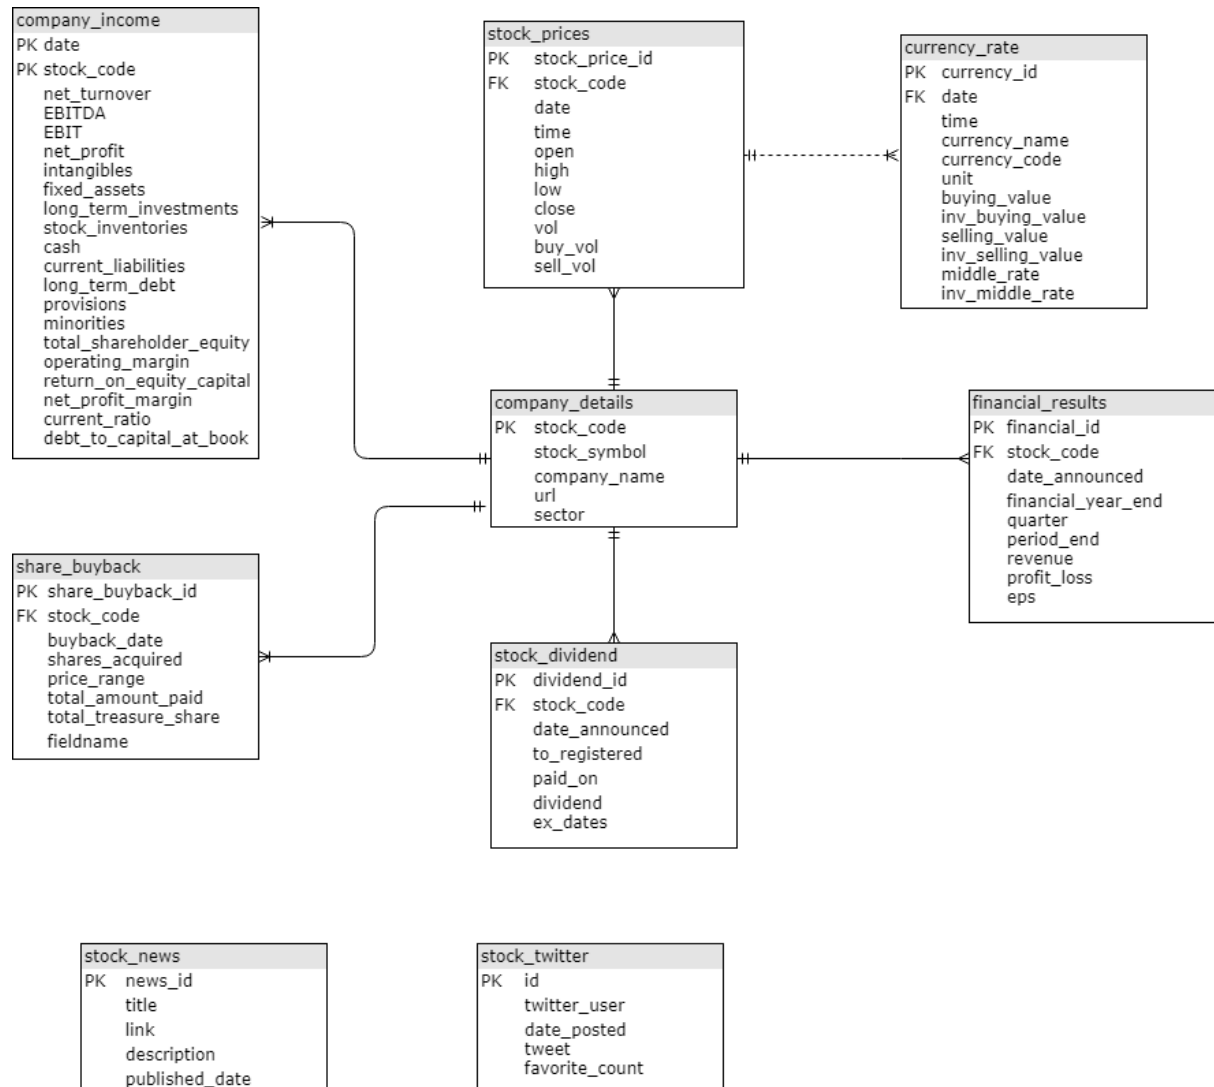 company_income
PK date
PK stock_code
net_turnover
EBITDA
EBIT
net_profit
intangibles
fixed_assets
long_term_investments
stock_inventories
cash
current_liabilities
long_term_debt
provisions
minorities
total_shareholder_equity
operating_margin
return_on_equity_capital
net_profit_margin
current_ratio
debt_to_capital_at_book
stock_prices
PK stock_price_id
FK stock_code
date
time
open
high
low
close
vol
buy_vol
sell_vol
currency_rate
PK currency_id
FK date
time
currency_name
currency_code
unit
buying_value
inv_buying_value
selling_value
inv_selling_value
middle_rate
inv_middle_rate
company_details
PK stock_code
stock_symbol
company_name
url
sector
financial_results
PK financial_id
FK stock_code
date_announced
financial_year_end
quarter
period_end
revenue
profit_loss
eps
share_buyback
PK share_buyback_id
FK stock_code
buyback_date
shares_acquired
price_range
total_amount_paid
total_treasure_share
fieldname
stock_dividend
PK dividend_id
FK stock_code
date_announced
to_registered
paid_on
dividend
ex_dates
stock_news
PK news_id
title
link
description
published_date
stock_twitter
PK id
twitter_user
date_posted
tweet
favorite_count